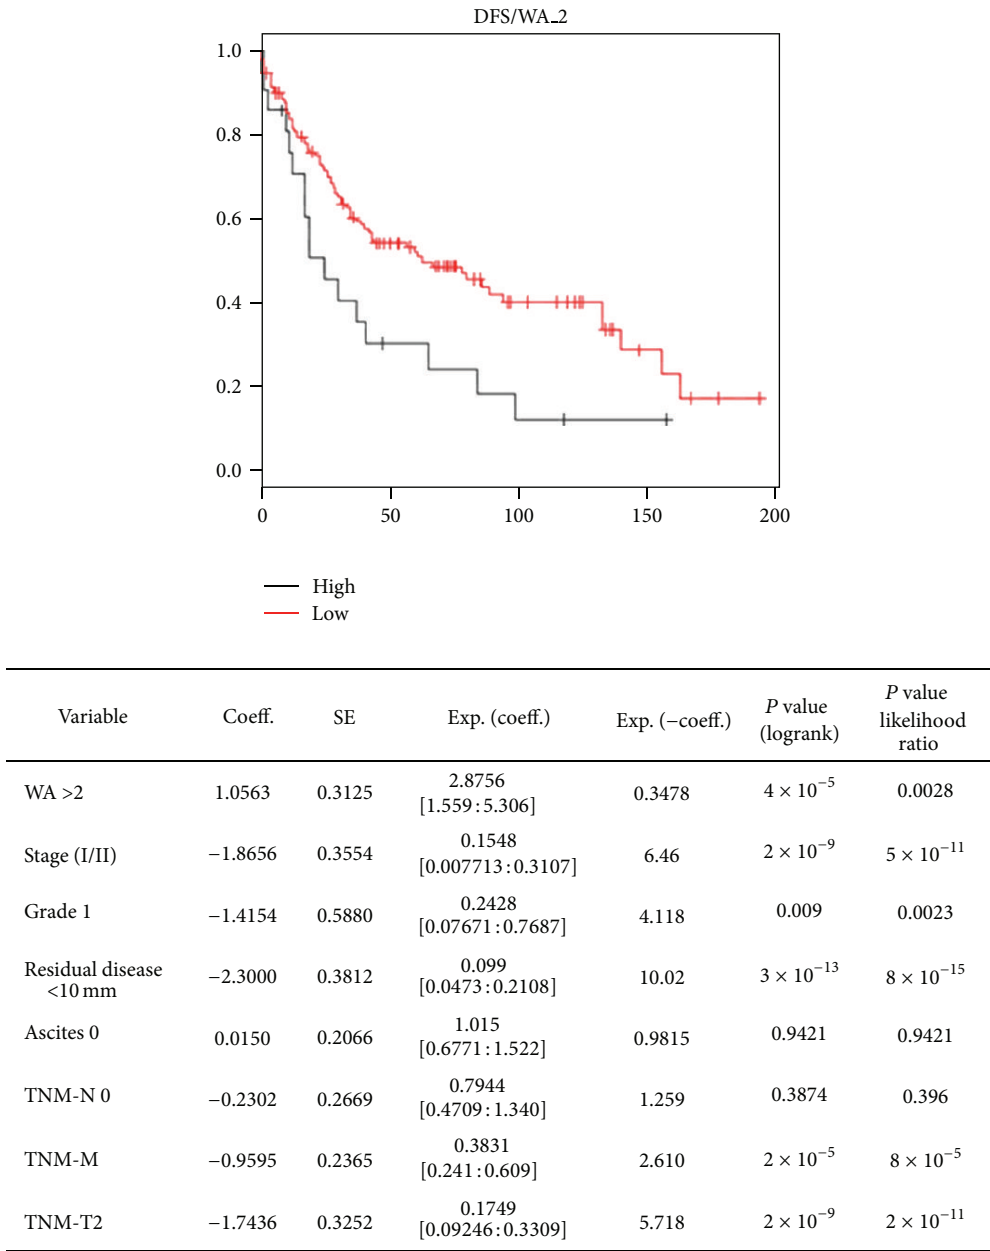 DFS/WA_2
1.0
0.8
0.6
0.4
0.2
0.0
0 50 100 150 200
High
Low
Variable Coeff. SE Exp. (coeff.) Exp. (−coeff.) P value (logrank) P value likelihood ratio
WA >2 1.0563 0.3125 2.8756 [1.559 : 5.306] 0.3478 4 × 10⁻⁵ 0.0028
Stage (I/II) −1.8656 0.3554 0.1548 [0.007713 : 0.3107] 6.46 2 × 10⁻⁹ 5 × 10⁻¹¹
Grade 1 −1.4154 0.5880 0.2428 [0.07671 : 0.7687] 4.118 0.009 0.0023
Residual disease <10 mm −2.3000 0.3812 0.099 [0.0473 : 0.2108] 10.02 3 × 10⁻¹³ 8 × 10⁻¹⁵
Ascites 0 0.0150 0.2066 1.015 [0.6771 : 1.522] 0.9815 0.9421 0.9421
TNM-N 0 −0.2302 0.2669 0.7944 [0.4709 : 1.340] 1.259 0.3874 0.396
TNM-M −0.9595 0.2365 0.3831 [0.241 : 0.609] 2.610 2 × 10⁻⁵ 8 × 10⁻⁵
TNM-T2 −1.7436 0.3252 0.1749 [0.09246 : 0.3309] 5.718 2 × 10⁻⁹ 2 × 10⁻¹¹